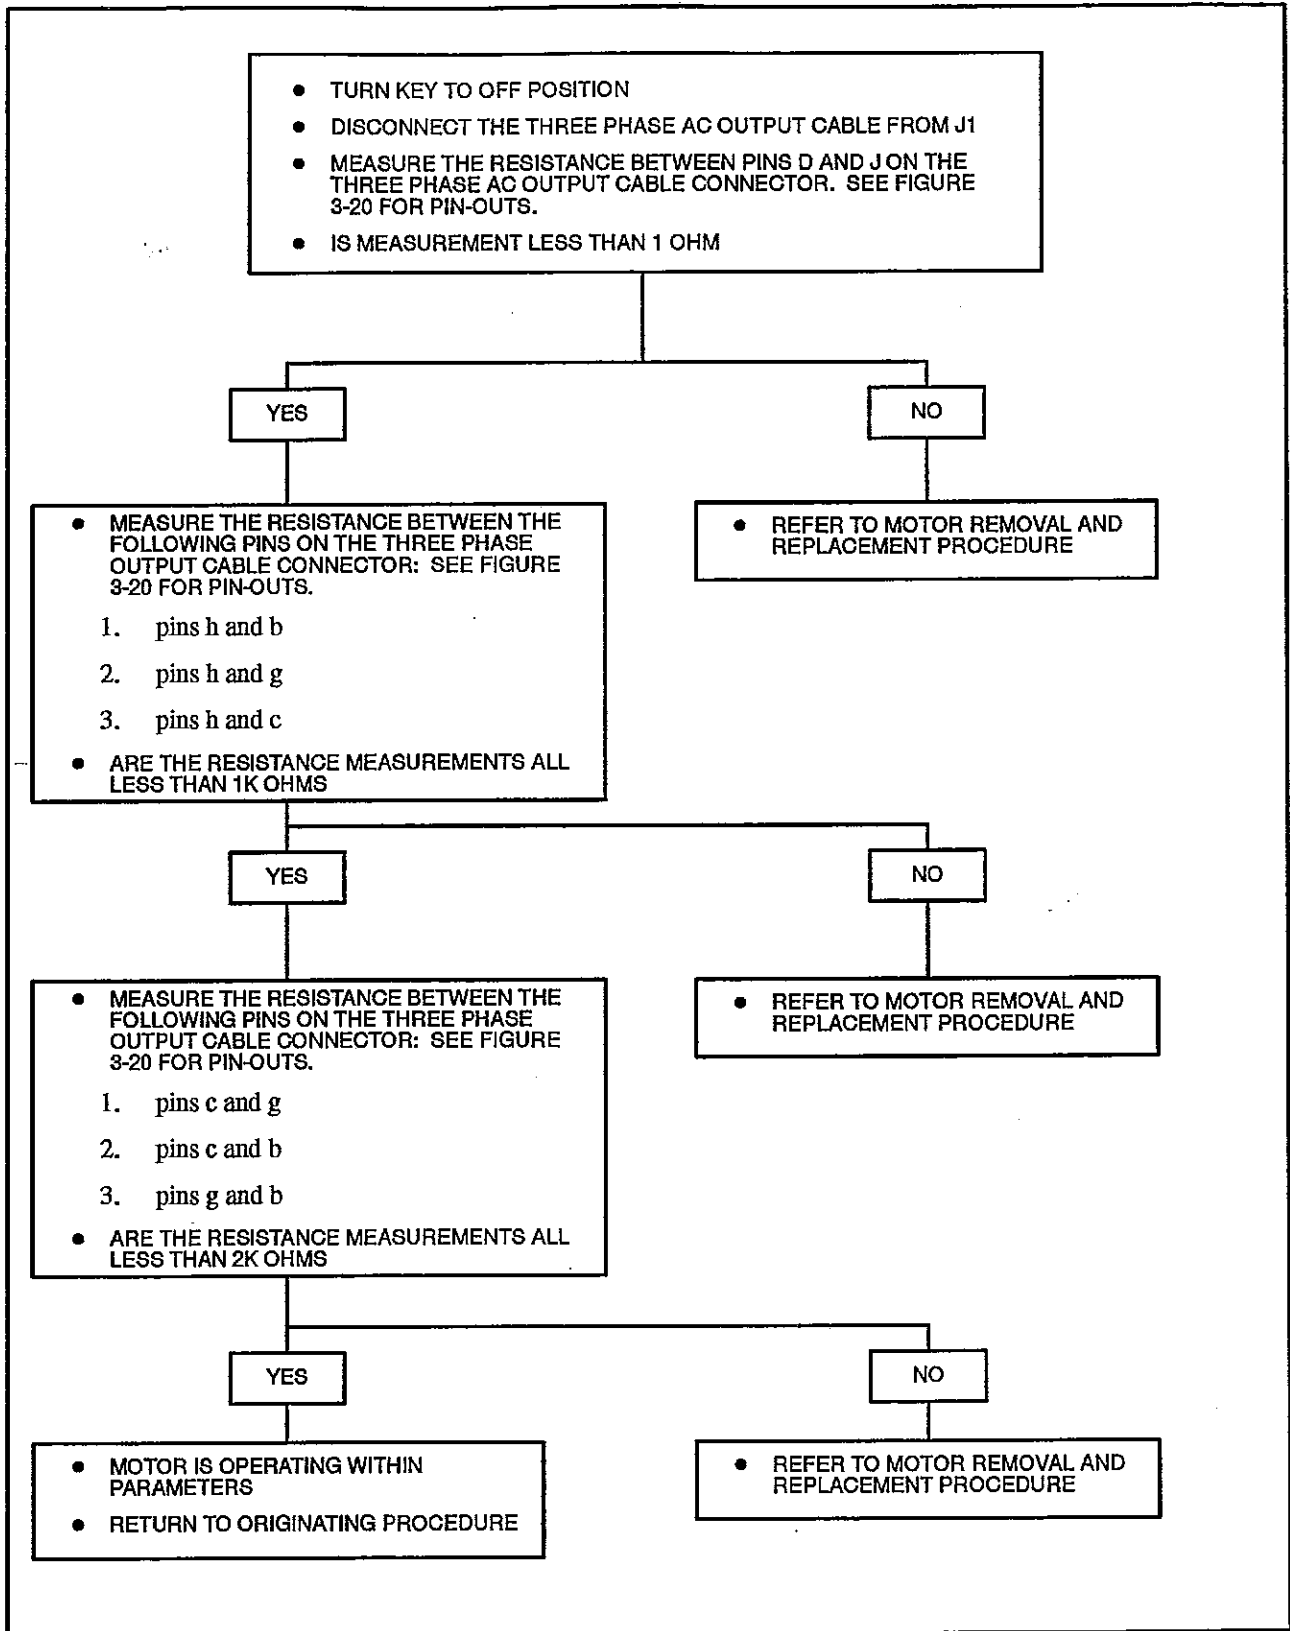 ● TURN KEY TO OFF POSITION
● DISCONNECT THE THREE PHASE AC OUTPUT CABLE FROM J1
● MEASURE THE RESISTANCE BETWEEN PINS D AND J ON THE
THREE PHASE AC OUTPUT CABLE CONNECTOR. SEE FIGURE
3-20 FOR PIN-OUTS.
● IS MEASUREMENT LESS THAN 1 OHM
YES
NO
● MEASURE THE RESISTANCE BETWEEN THE
FOLLOWING PINS ON THE THREE PHASE
OUTPUT CABLE CONNECTOR: SEE FIGURE
3-20 FOR PIN-OUTS.
1. pins h and b
2. pins h and g
3. pins h and c
● ARE THE RESISTANCE MEASUREMENTS ALL
LESS THAN 1K OHMS
● REFER TO MOTOR REMOVAL AND
REPLACEMENT PROCEDURE
YES
NO
● MEASURE THE RESISTANCE BETWEEN THE
FOLLOWING PINS ON THE THREE PHASE
OUTPUT CABLE CONNECTOR: SEE FIGURE
3-20 FOR PIN-OUTS.
1. pins c and g
2. pins c and b
3. pins g and b
● ARE THE RESISTANCE MEASUREMENTS ALL
LESS THAN 2K OHMS
● REFER TO MOTOR REMOVAL AND
REPLACEMENT PROCEDURE
YES
NO
● MOTOR IS OPERATING WITHIN
PARAMETERS
● RETURN TO ORIGINATING PROCEDURE
● REFER TO MOTOR REMOVAL AND
REPLACEMENT PROCEDURE